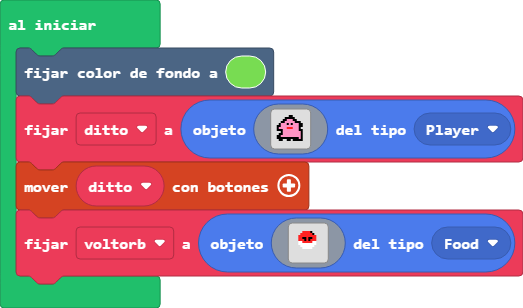 al iniciar
fijar color de fondo a
fijar ditto a objeto del tipo Player
mover ditto con botones
fijar voltorb a objeto del tipo Food